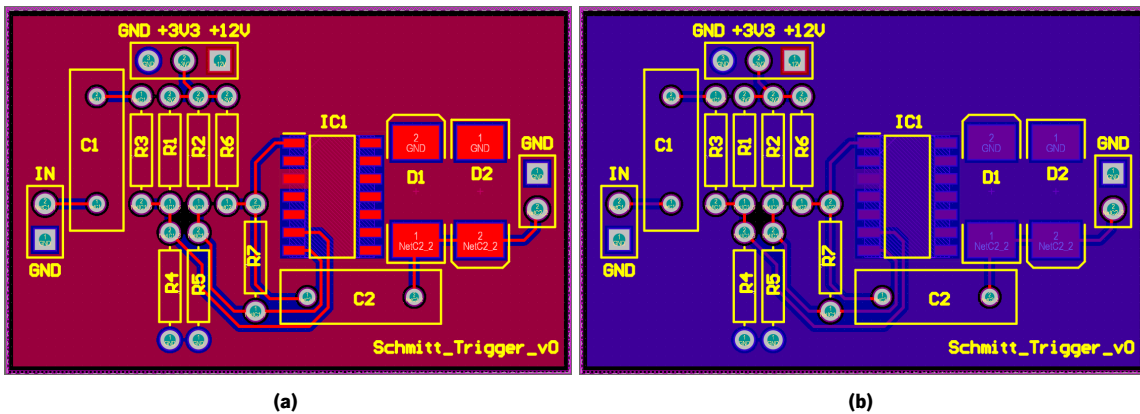 GND +3V3 +12V
IC1
2
GND
1
GND
GND
C1
R3
R1
R2
R6
D1
D2
IN
GND
1
NetC2_2
2
NetC2_2
R7
R4
R5
C2
Schmitt_Trigger_v0
(a)
GND +3V3 +12V
IC1
2
GND
1
GND
GND
C1
R3
R1
R2
R6
D1
D2
IN
GND
1
NetC2_2
2
NetC2_2
R7
R4
R5
C2
Schmitt_Trigger_v0
(b)